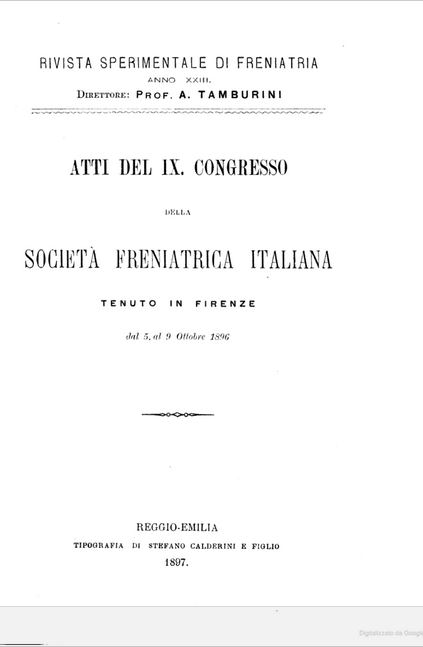 RIVISTA SPERIMENTALE DI FRENIATRIA
ANNO XXIII.
DIRETTORE: PROF. A. TAMBURINI
ATTI DEL IX. CONGRESSO
DELLA
SOCIETÀ FRENIATRICA ITALIANA
TENUTO IN FIRENZE
dal 5, al 9 Ottobre 1896
REGGIO-EMILIA
TIPOGRAFIA DI STEFANO CALDERINI E FIGLIO
1897.
Digitalizzato da Google